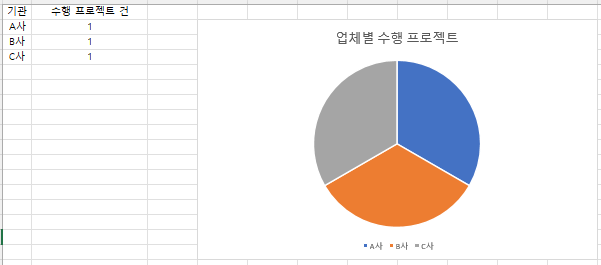 기관 수행 프로젝트 건
A사 1
B사 1
C사 1
업체별 수행 프로젝트
A사 B사 C사